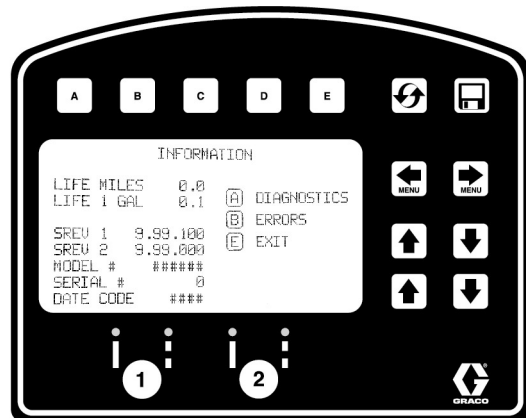 A B C D E
INFORMATION
LIFE MILES 0.0
LIFE 1 GAL 0.1
A DIAGNOSTICS
B ERRORS
E EXIT
SREV 1 9.99.100
SREV 2 9.99.000
MODEL # ######
SERIAL # 0
DATE CODE ####
MENU MENU
1 2
GRACO